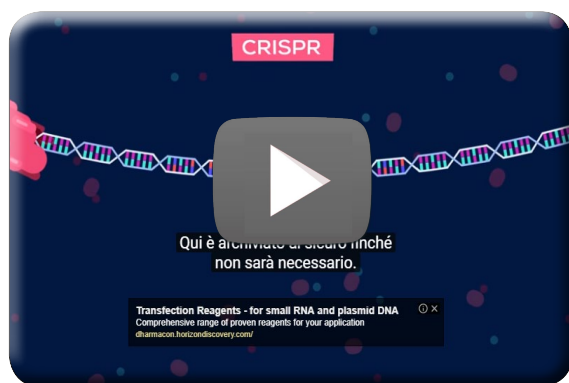 CRISPR
Qui è archiviato al sicuro finché
non sarà necessario.
Transfection Reagents - for small RNA and plasmid DNA
Comprehensive range of proven reagents for your application
dharmacon.horizondiscovery.com/